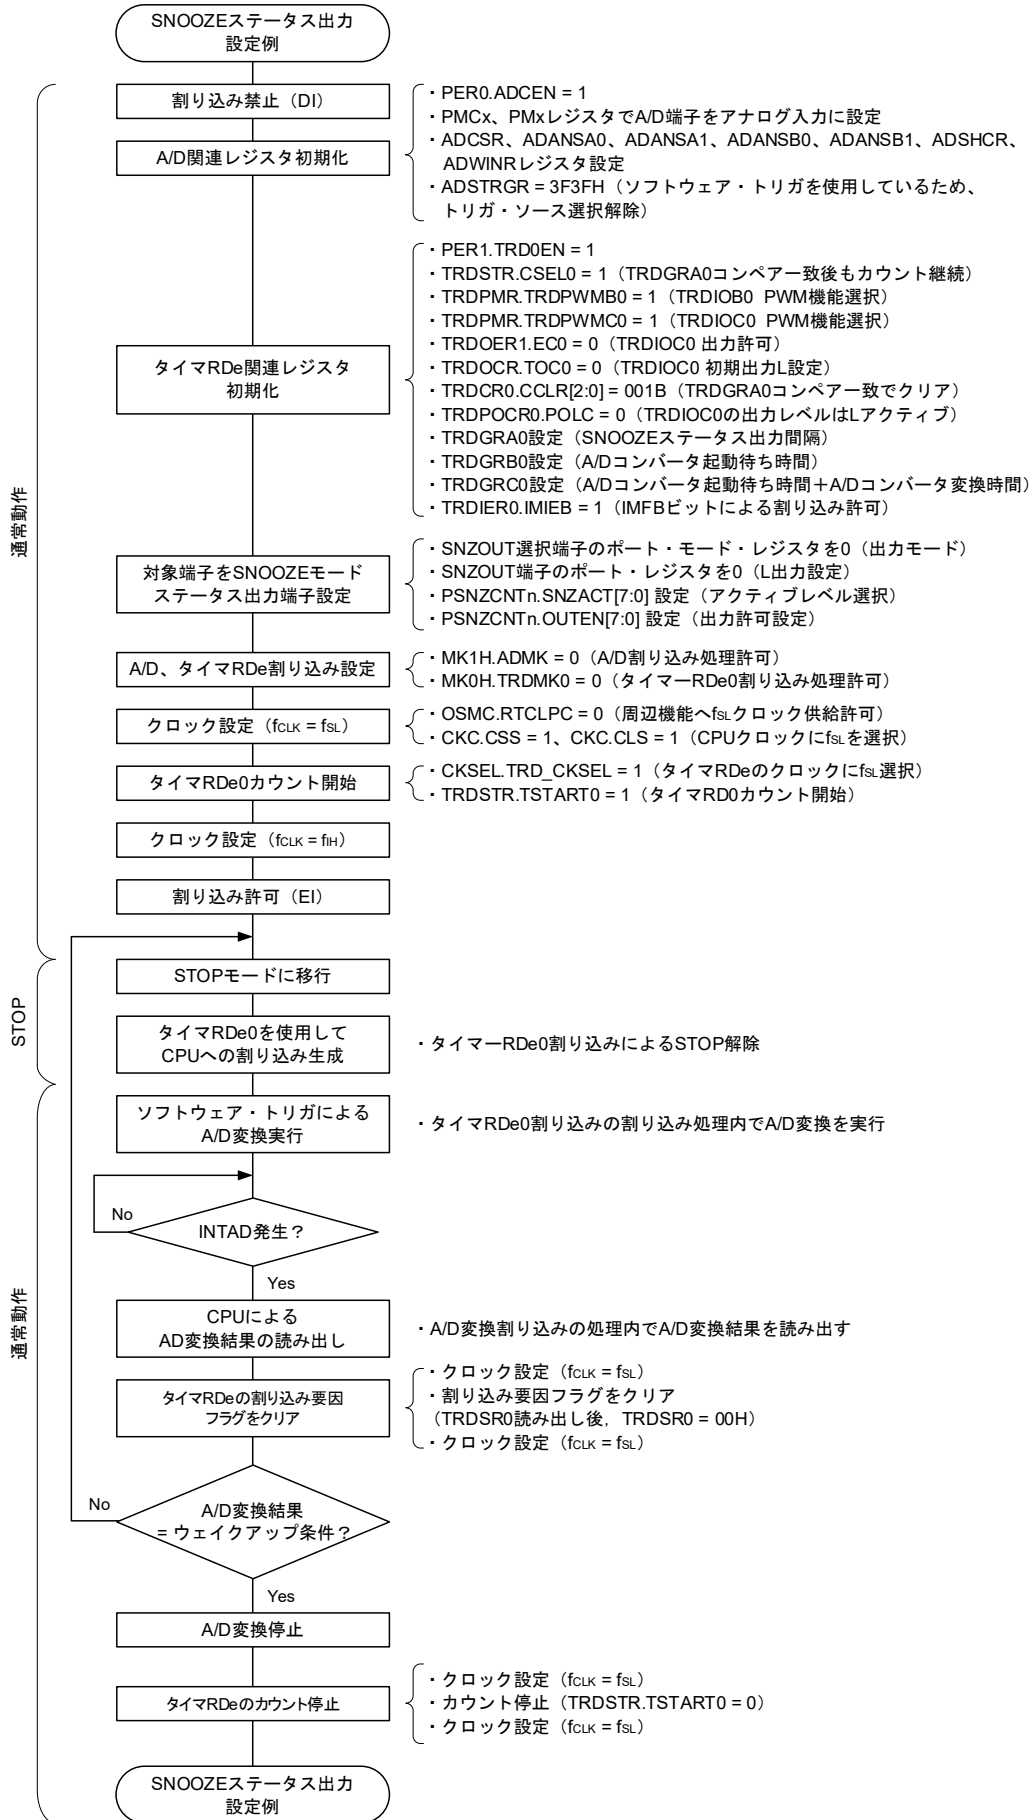 SNOOZEステータス出力
設定例
通常動作
割り込み禁止（DI）
A/D関連レジスタ初期化
・PER0.ADCEN = 1
・PMCx、PMxレジスタでA/D端子をアナログ入力に設定
・ADCSR、ADANSA0、ADANSA1、ADANSB0、ADANSB1、ADSHCR、
ADWINRレジスタ設定
・ADSTRGR = 3F3FH（ソフトウェア・トリガを使用しているため、
トリガ・ソース選択解除）
タイマRDe関連レジスタ
初期化
・PER1.TRD0EN = 1
・TRDSTR.CSEL0 = 1（TRDGRA0コンペアー致後もカウント継続）
・TRDPMR.TRDPWMB0 = 1（TRDIOB0 PWM機能選択）
・TRDPMR.TRDPWMC0 = 1（TRDIOC0 PWM機能選択）
・TRDOER1.EC0 = 0（TRDIOC0 出力許可）
・TRDOCR.TOC0 = 0（TRDIOC0 初期出力L設定）
・TRDCR0.CCLR[2:0] = 001B（TRDGRA0コンペアー致でクリア）
・TRDPOCR0.POLC = 0（TRDIOC0の出力レベルはLアクティブ）
・TRDGRA0設定（SNOOZEステータス出力間隔）
・TRDGRB0設定（A/Dコンバータ起動待ち時間）
・TRDGRC0設定（A/Dコンバータ起動待ち時間＋A/Dコンバータ変換時間）
・TRDIER0.IMIEB = 1（IMFBビットによる割り込み許可）
対象端子をSNOOZEモード
ステータス出力端子設定
・SNZOUT選択端子のポート・モード・レジスタを0（出力モード）
・SNZOUT端子のポート・レジスタを0（L出力設定）
・PSNZCNTn.SNZACT[7:0] 設定（アクティブレベル選択）
・PSNZCNTn.OUTEN[7:0] 設定（出力許可設定）
A/D、タイマRDe割り込み設定
・MK1H.ADMK = 0（A/D割り込み処理許可）
・MK0H.TRDMK0 = 0（タイマーRDe0割り込み処理許可）
クロック設定（fCLK = fSL）
・OSMC.RTCLPC = 0（周辺機能へfSLクロック供給許可）
・CKC.CSS = 1、CKC.CLS = 1（CPUクロックにfSLを選択）
タイマRDe0カウント開始
・CKSEL.TRD_CKSEL = 1（タイマRDeのクロックにfSL選択）
・TRDSTR.TSTART0 = 1（タイマRD0カウント開始）
クロック設定（fCLK = fIH）
割り込み許可（EI）
STOP
STOPモードに移行
タイマRDe0を使用して
CPUへの割り込み生成
・タイマーRDe0割り込みによるSTOP解除
通常動作
ソフトウェア・トリガによる
A/D変換実行
・タイマRDe0割り込みの割り込み処理内でA/D変換を実行
No
INTAD発生？
Yes
CPUによる
AD変換結果の読み出し
・A/D変換割り込みの処理内でA/D変換結果を読み出す
タイマRDeの割り込み要因
フラグをクリア
・クロック設定（fCLK = fSL）
・割り込み要因フラグをクリア
（TRDSR0読み出し後，TRDSR0 = 00H）
・クロック設定（fCLK = fSL）
No
A/D変換結果
= ウェイクアップ条件？
Yes
A/D変換停止
タイマRDeのカウント停止
・クロック設定（fCLK = fSL）
・カウント停止（TRDSTR.TSTART0 = 0）
・クロック設定（fCLK = fSL）
SNOOZEステータス出力
設定例